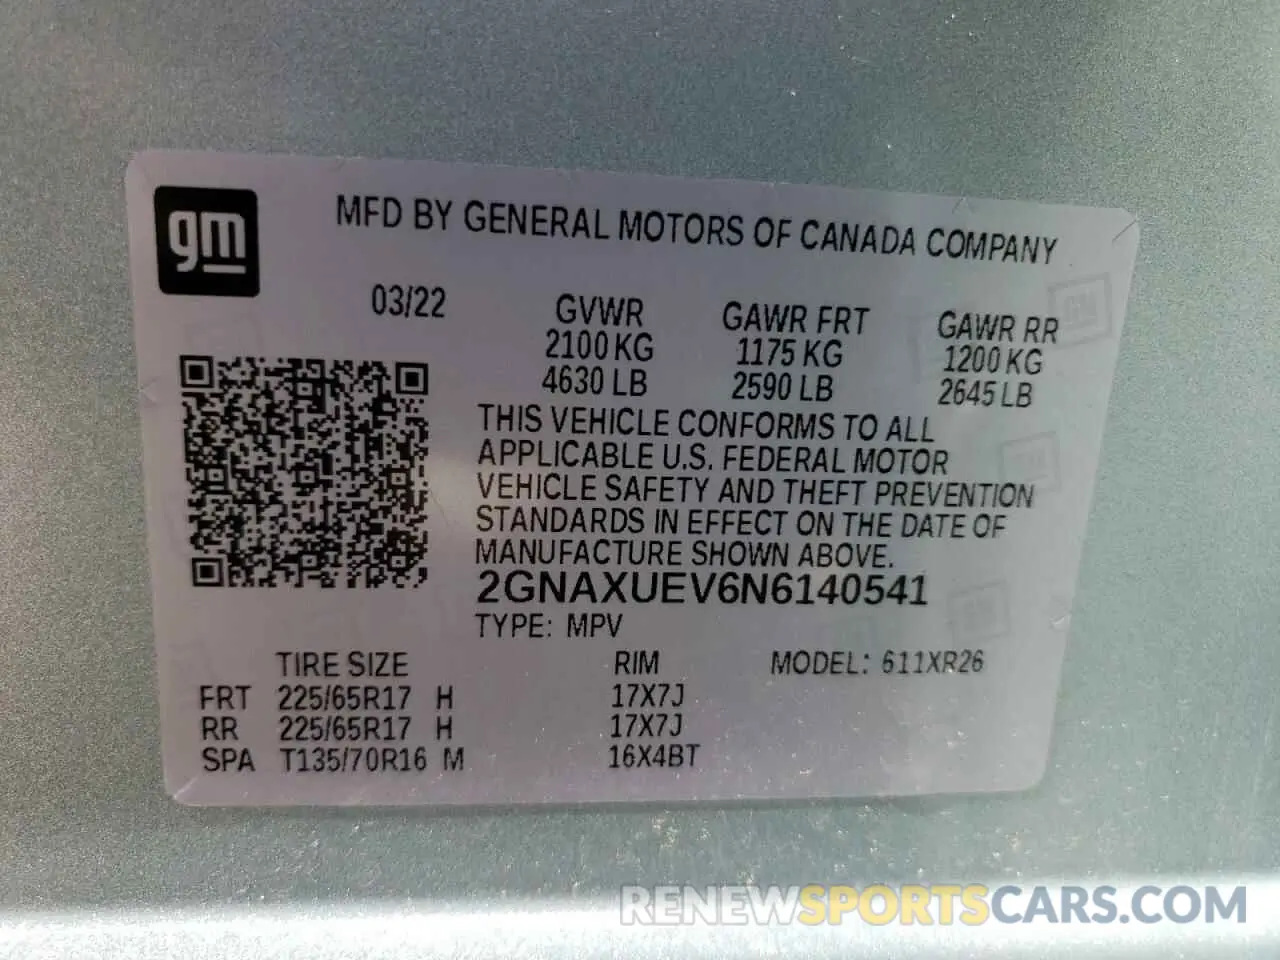 gm
MFD BY GENERAL MOTORS OF CANADA COMPANY
03/22 GVWR GAWR FRT GAWR RR
2100 KG 1175 KG 1200 KG
4630 LB 2590 LB 2645 LB
THIS VEHICLE CONFORMS TO ALL
APPLICABLE U.S. FEDERAL MOTOR
VEHICLE SAFETY AND THEFT PREVENTION
STANDARDS IN EFFECT ON THE DATE OF
MANUFACTURE SHOWN ABOVE.
2GNAXUEV6N6140541
TYPE: MPV
TIRE SIZE RIM MODEL: 611XR26
FRT 225/65R17 H 17X7J
RR 225/65R17 H 17X7J
SPA T135/70R16 M 16X4BT
RENEWSPORTSCARS.COM